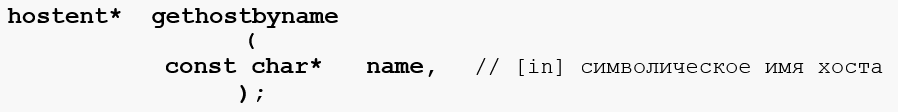 hostent* gethostbyname
(
const char* name, // [in] символическое имя хоста
);